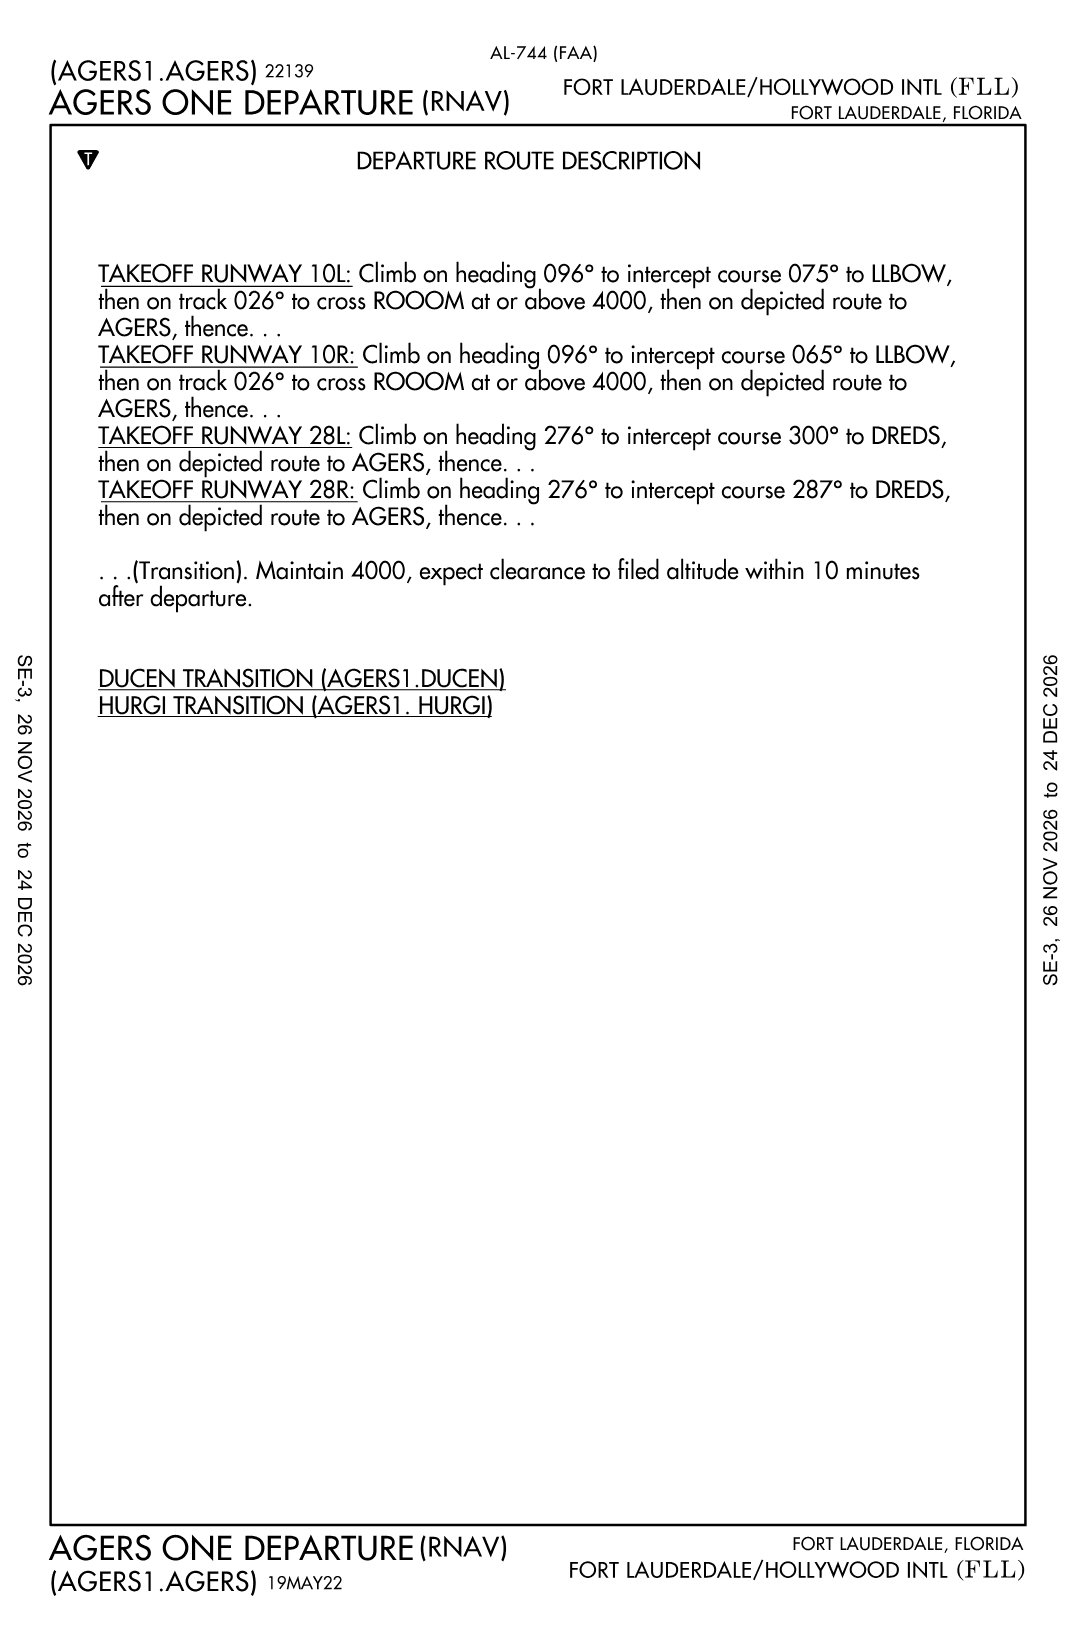 AL-744 (FAA)
(AGERS1.AGERS) 22139
AGERS ONE DEPARTURE (RNAV)
FORT LAUDERDALE/HOLLYWOOD INTL (FLL)
FORT LAUDERDALE, FLORIDA
T
DEPARTURE ROUTE DESCRIPTION
TAKEOFF RUNWAY 10L: Climb on heading 096° to intercept course 075° to LLBOW,
then on track 026° to cross ROOOM at or above 4000, then on depicted route to
AGERS, thence. . .
TAKEOFF RUNWAY 10R: Climb on heading 096° to intercept course 065° to LLBOW,
then on track 026° to cross ROOOM at or above 4000, then on depicted route to
AGERS, thence. . .
TAKEOFF RUNWAY 28L: Climb on heading 276° to intercept course 300° to DREDS,
then on depicted route to AGERS, thence. . .
TAKEOFF RUNWAY 28R: Climb on heading 276° to intercept course 287° to DREDS,
then on depicted route to AGERS, thence. . .
. . .(Transition). Maintain 4000, expect clearance to filed altitude within 10 minutes
after departure.
DUCEN TRANSITION (AGERS1.DUCEN)
HURGI TRANSITION (AGERS1. HURGI)
SE-3, 26 NOV 2026 to 24 DEC 2026
SE-3, 26 NOV 2026 to 24 DEC 2026
AGERS ONE DEPARTURE (RNAV)
(AGERS1.AGERS) 19MAY22
FORT LAUDERDALE, FLORIDA
FORT LAUDERDALE/HOLLYWOOD INTL (FLL)